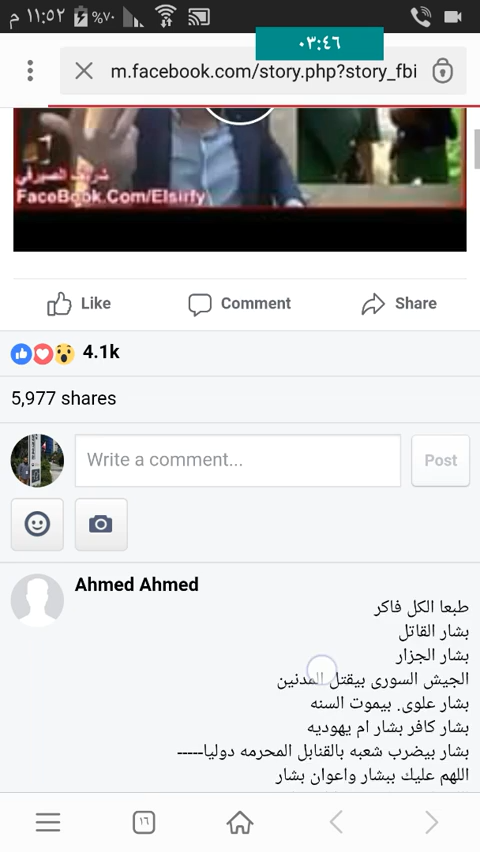 م ١١:٥٢
%٧٠
٠٣:٤٦
m.facebook.com/story.php?story_fbi
شريف الصيرفي
FaceBook.Com/Elsirfy
Like Comment Share
4.1k
5,977 shares
Write a comment... Post
Ahmed Ahmed
طبعا الكل فاكر
بشار القاتل
بشار الجزار
الجيش السورى بيقتل المدنين
بشار علوى. بيموت السنه
بشار كافر بشار ام يهوديه
بشار بيضرب شعبه بالقنابل المحرمه دوليا-----
اللهم عليك ببشار واعوان بشار
١٦